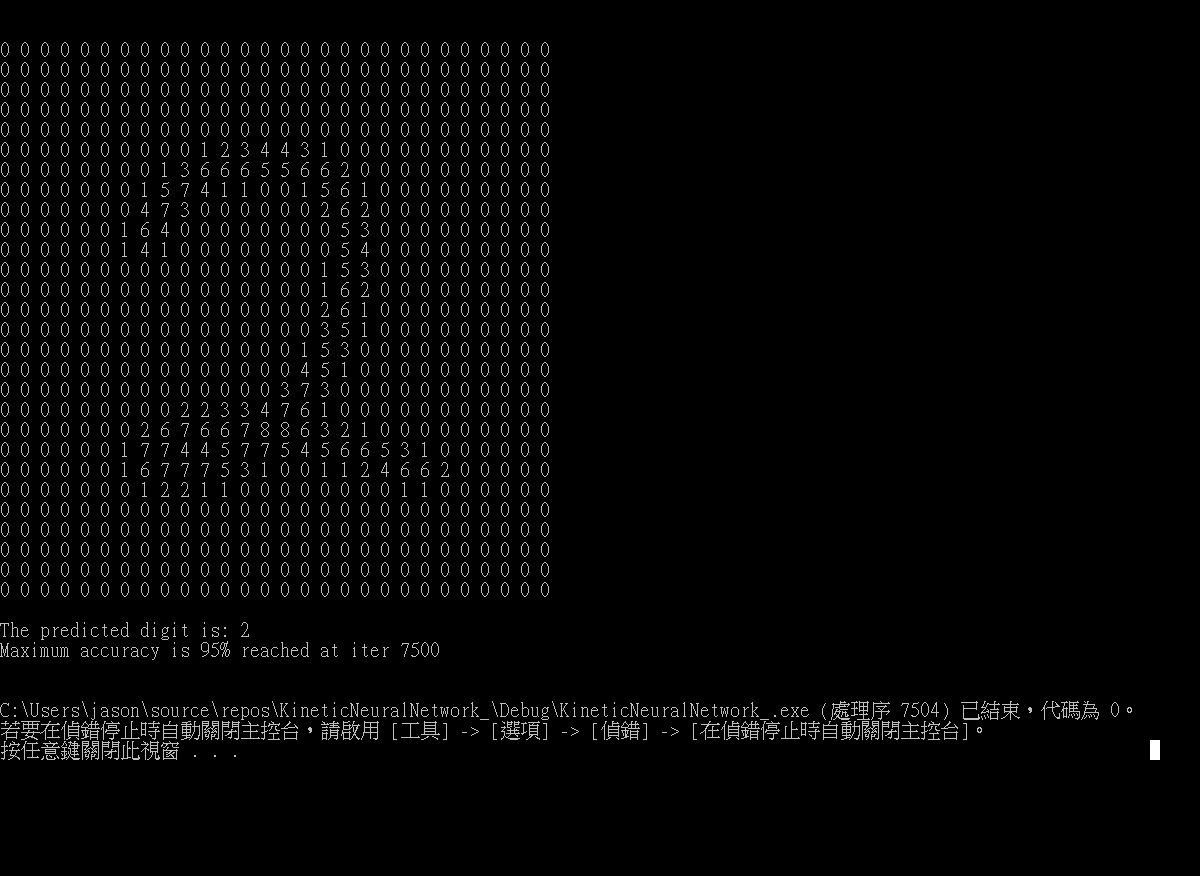 0 0 0 0 0 0 0 0 0 0 0 0 0 0 0 0 0 0 0 0 0 0 0 0 0 0 0 0
0 0 0 0 0 0 0 0 0 0 0 0 0 0 0 0 0 0 0 0 0 0 0 0 0 0 0 0
0 0 0 0 0 0 0 0 0 0 0 0 0 0 0 0 0 0 0 0 0 0 0 0 0 0 0 0
0 0 0 0 0 0 0 0 0 0 0 0 0 0 0 0 0 0 0 0 0 0 0 0 0 0 0 0
0 0 0 0 0 0 0 0 0 0 0 0 0 0 0 0 0 0 0 0 0 0 0 0 0 0 0 0
0 0 0 0 0 0 0 0 0 0 1 2 3 4 4 3 1 0 0 0 0 0 0 0 0 0 0 0
0 0 0 0 0 0 0 0 1 3 6 6 6 5 5 6 6 2 0 0 0 0 0 0 0 0 0 0
0 0 0 0 0 0 0 1 5 7 4 1 1 0 0 1 5 6 1 0 0 0 0 0 0 0 0 0
0 0 0 0 0 0 0 4 7 3 0 0 0 0 0 0 2 6 2 0 0 0 0 0 0 0 0 0
0 0 0 0 0 0 1 6 4 0 0 0 0 0 0 0 0 5 3 0 0 0 0 0 0 0 0 0
0 0 0 0 0 0 1 4 1 0 0 0 0 0 0 0 0 5 4 0 0 0 0 0 0 0 0 0
0 0 0 0 0 0 0 0 0 0 0 0 0 0 0 0 1 5 3 0 0 0 0 0 0 0 0 0
0 0 0 0 0 0 0 0 0 0 0 0 0 0 0 0 1 6 2 0 0 0 0 0 0 0 0 0
0 0 0 0 0 0 0 0 0 0 0 0 0 0 0 0 2 6 1 0 0 0 0 0 0 0 0 0
0 0 0 0 0 0 0 0 0 0 0 0 0 0 0 0 3 5 1 0 0 0 0 0 0 0 0 0
0 0 0 0 0 0 0 0 0 0 0 0 0 0 0 1 5 3 0 0 0 0 0 0 0 0 0 0
0 0 0 0 0 0 0 0 0 0 0 0 0 0 0 4 5 1 0 0 0 0 0 0 0 0 0 0
0 0 0 0 0 0 0 0 0 0 0 0 0 0 3 7 3 0 0 0 0 0 0 0 0 0 0 0
0 0 0 0 0 0 0 0 0 2 2 3 3 4 7 6 1 0 0 0 0 0 0 0 0 0 0 0
0 0 0 0 0 0 0 2 6 7 6 6 7 8 8 6 3 2 1 0 0 0 0 0 0 0 0 0
0 0 0 0 0 0 1 7 7 4 4 5 7 7 5 4 5 6 6 5 3 1 0 0 0 0 0 0
0 0 0 0 0 0 1 6 7 7 7 5 3 1 0 0 1 1 2 4 6 6 2 0 0 0 0 0
0 0 0 0 0 0 0 1 2 2 1 1 0 0 0 0 0 0 0 0 1 1 0 0 0 0 0 0
0 0 0 0 0 0 0 0 0 0 0 0 0 0 0 0 0 0 0 0 0 0 0 0 0 0 0 0
0 0 0 0 0 0 0 0 0 0 0 0 0 0 0 0 0 0 0 0 0 0 0 0 0 0 0 0
0 0 0 0 0 0 0 0 0 0 0 0 0 0 0 0 0 0 0 0 0 0 0 0 0 0 0 0
0 0 0 0 0 0 0 0 0 0 0 0 0 0 0 0 0 0 0 0 0 0 0 0 0 0 0 0
0 0 0 0 0 0 0 0 0 0 0 0 0 0 0 0 0 0 0 0 0 0 0 0 0 0 0 0
The predicted digit is: 2
Maximum accuracy is 95% reached at iter 7500
C:\Users\jason\source\repos\KineticNeuralNetwork_\Debug\KineticNeuralNetwork_.exe (處理序 7504) 已結束，代碼為 0。
若要在偵錯停止時自動關閉主控台，請啟用 [工具] -> [選項] -> [偵錯] -> [在偵錯停止時自動關閉主控台]。
按任意鍵關閉此視窗 . . .